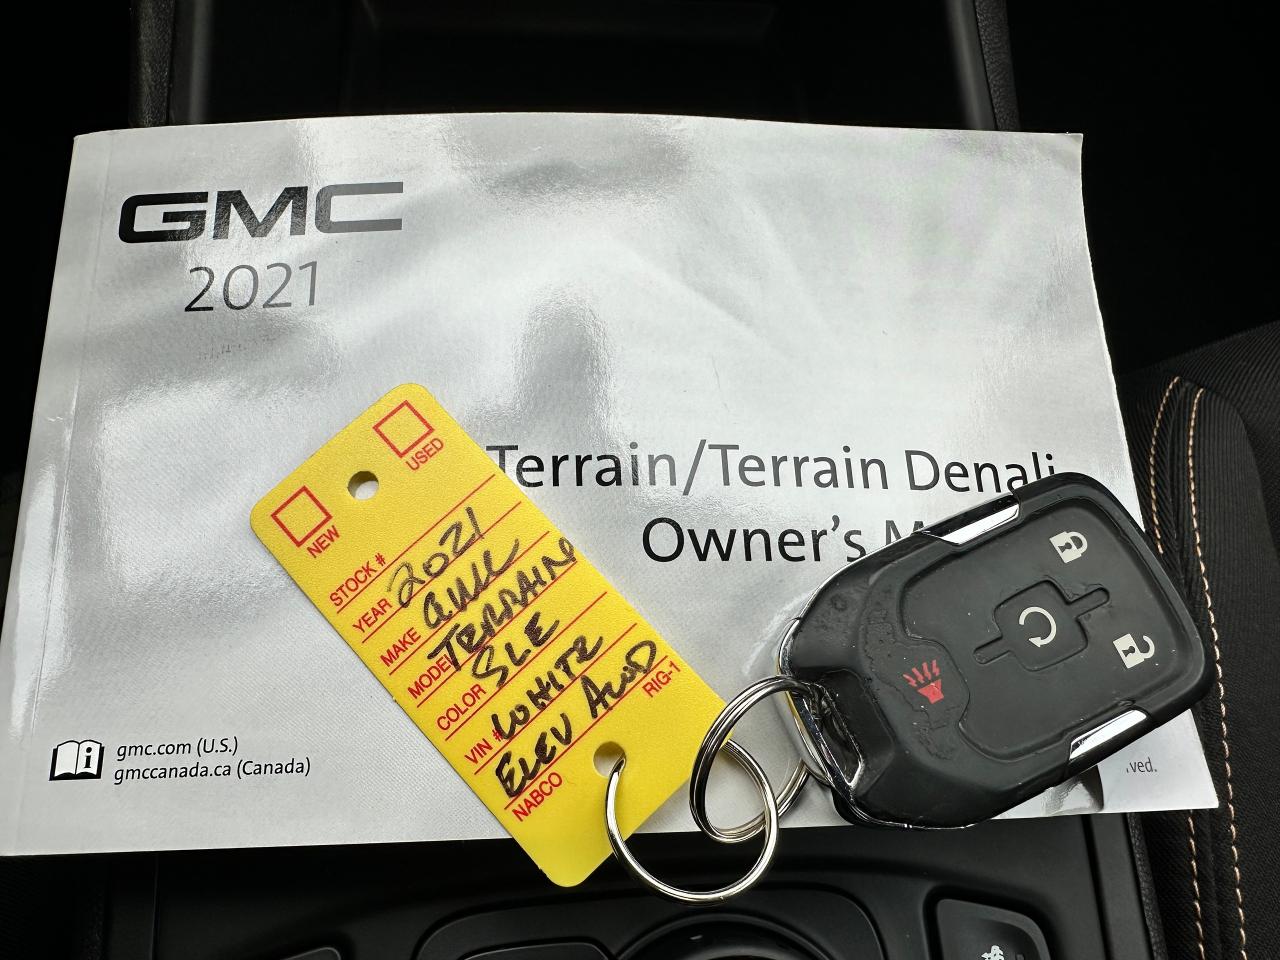 GMC
2021
Terrain/Terrain Denali
Owner's M
gmc.com (U.S.)
gmccanada.ca (Canada)
USED
NEW
STOCK #
YEAR 2021
MAKE GMC
MODEL TERRAIN
COLOR SLE
VIN # WHITE
ELEV AWD
NABCO
RIG-1
ved.